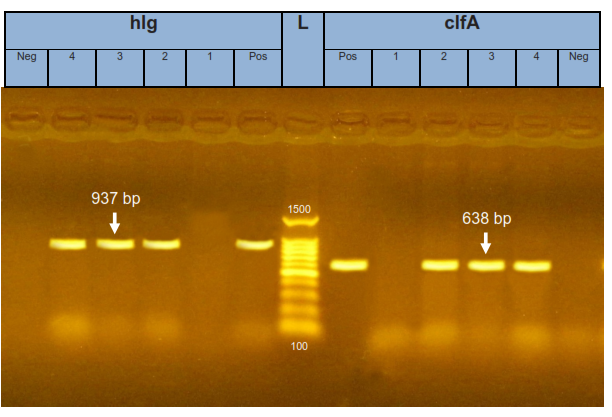 hlg L clfA
Neg 4 3 2 1 Pos Pos 1 2 3 4 Neg
937 bp
1500
638 bp
100